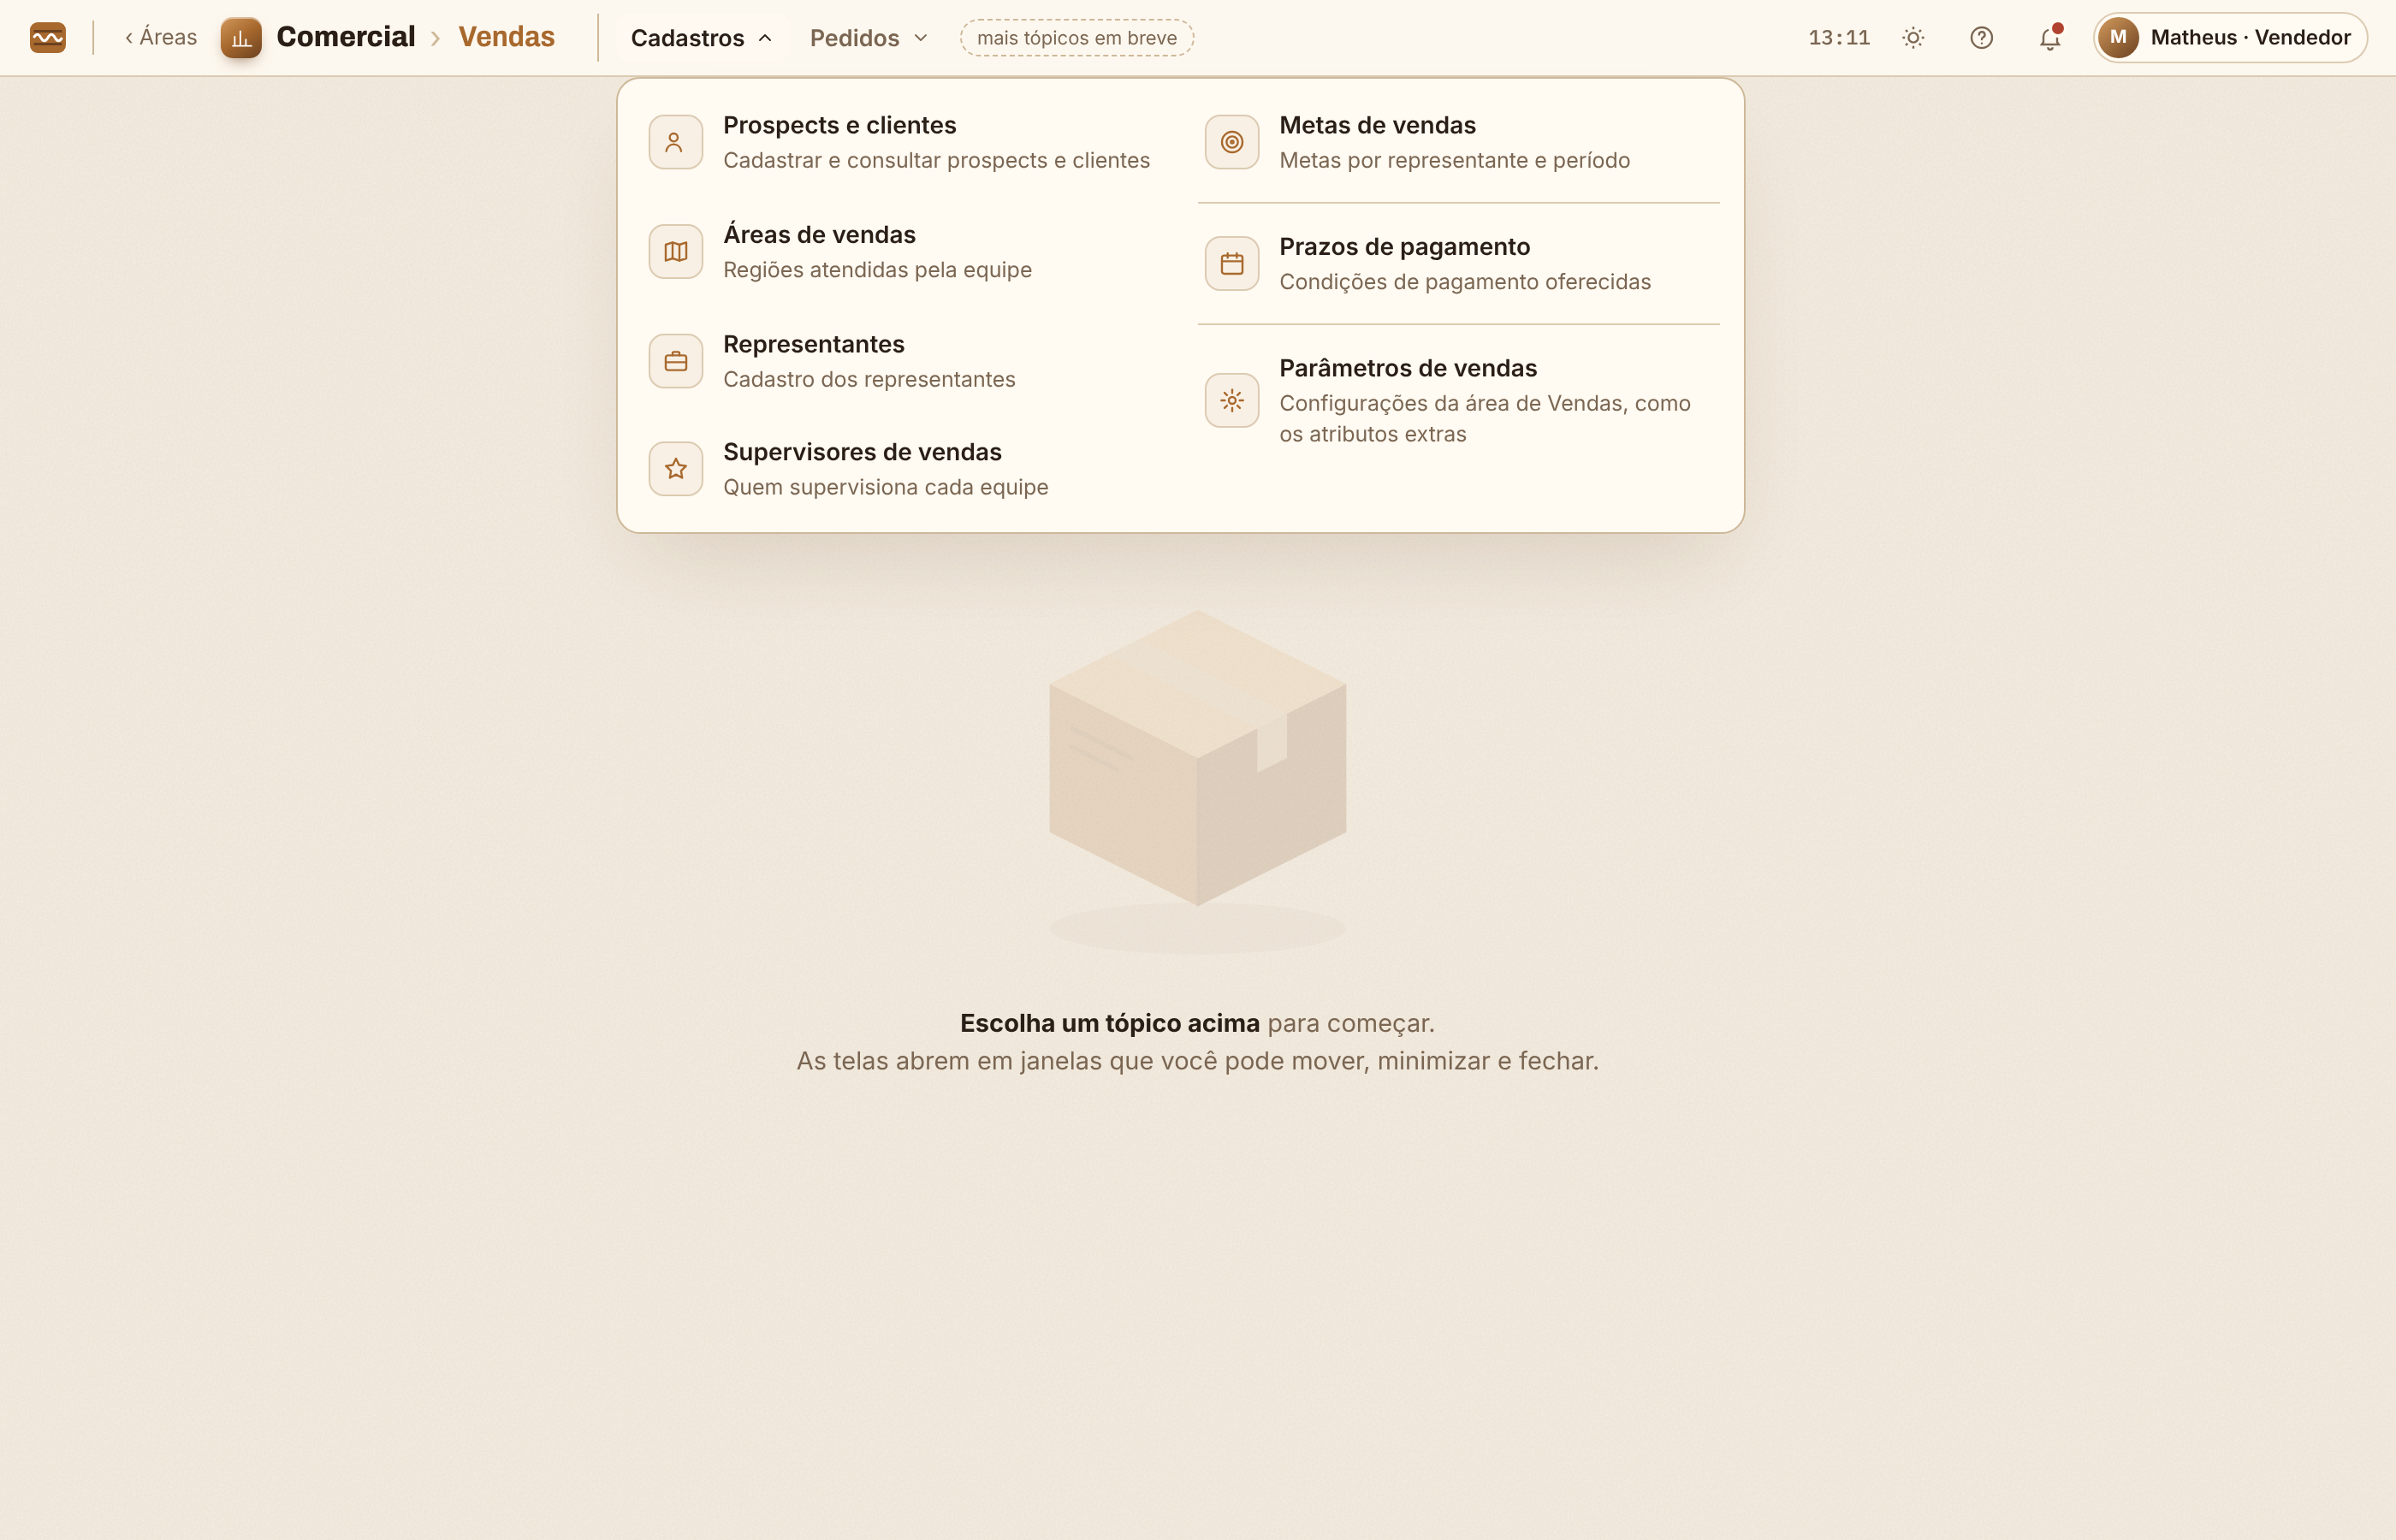 ‹ Áreas
Comercial › Vendas
Cadastros
Pedidos
mais tópicos em breve
13:11
M
Matheus · Vendedor
Prospects e clientes
Cadastrar e consultar prospects e clientes
Áreas de vendas
Regiões atendidas pela equipe
Representantes
Cadastro dos representantes
Supervisores de vendas
Quem supervisiona cada equipe
Metas de vendas
Metas por representante e período
Prazos de pagamento
Condições de pagamento oferecidas
Parâmetros de vendas
Configurações da área de Vendas, como
os atributos extras
Escolha um tópico acima para começar.
As telas abrem em janelas que você pode mover, minimizar e fechar.